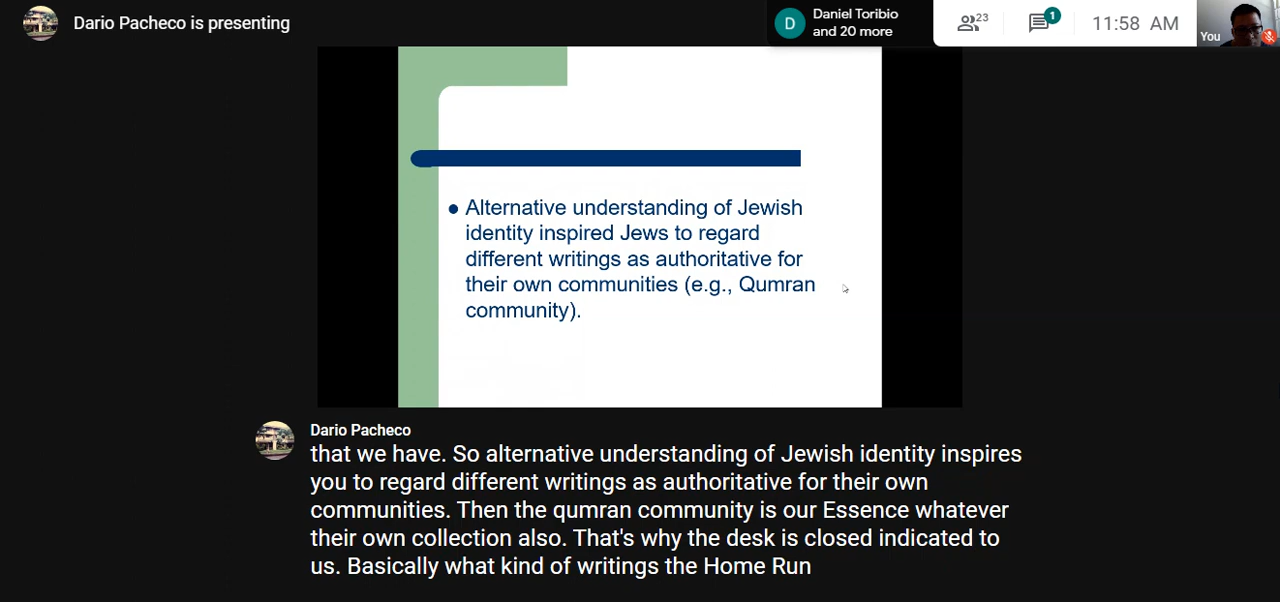 Dario Pacheco is presenting
D
Daniel Toribio
and 20 more
23
1
11:58 AM
You
Alternative understanding of Jewish
identity inspired Jews to regard
different writings as authoritative for
their own communities (e.g., Qumran
community).
Dario Pacheco
that we have. So alternative understanding of Jewish identity inspires
you to regard different writings as authoritative for their own
communities. Then the qumran community is our Essence whatever
their own collection also. That's why the desk is closed indicated to
us. Basically what kind of writings the Home Run